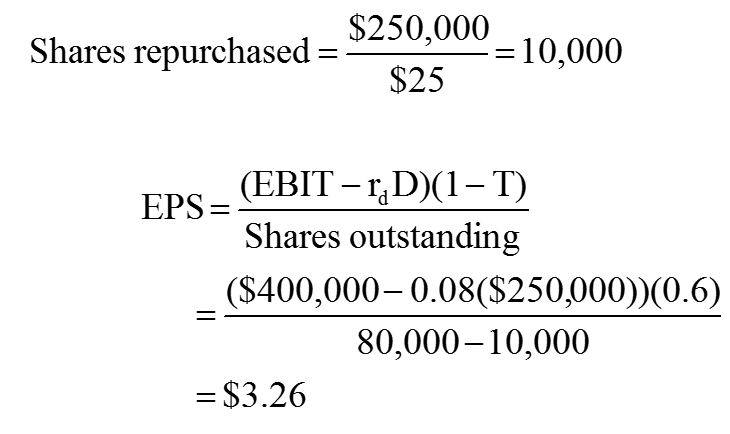 Shares repurchased = $250,000 / $25 = 10,000
EPS = (EBIT – r_d D)(1 – T) / Shares outstanding
= ($400,000 – 0.08($250,000))(0.6) / 80,000 – 10,000
= $3.26